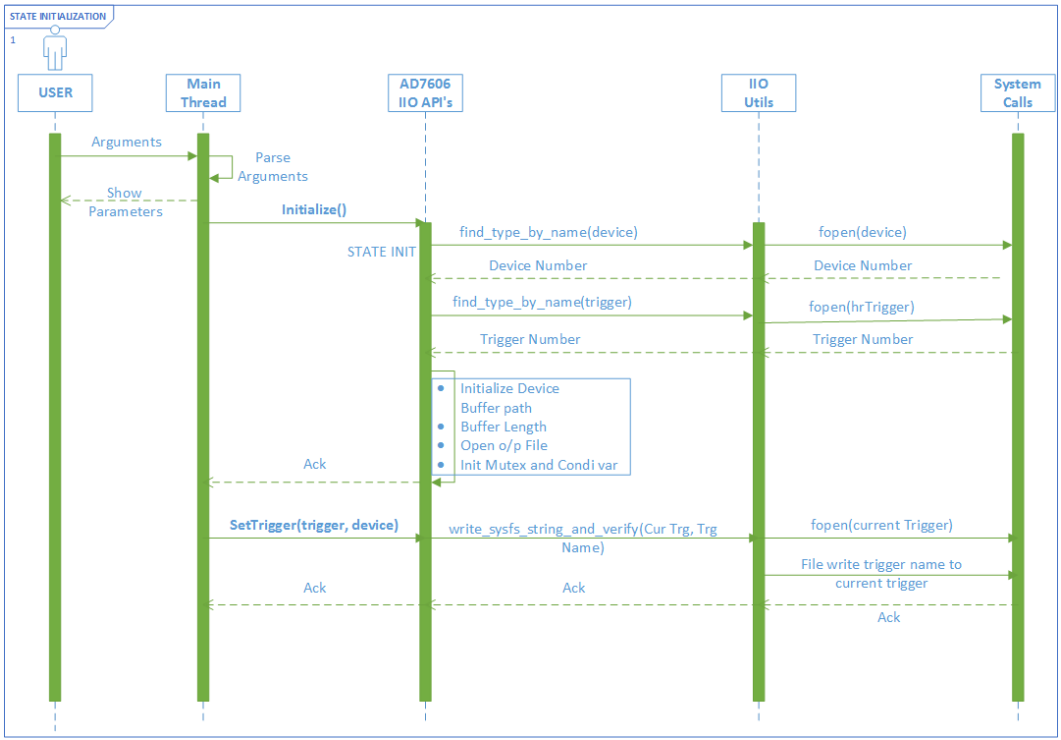 STATE INITIALIZATION
1
USER
Main
Thread
AD7606
IIO API's
IIO
Utils
System
Calls
Arguments
Parse
Arguments
Show
Parameters
Initialize()
STATE INIT
find_type_by_name(device)
fopen(device)
Device Number
Device Number
find_type_by_name(trigger)
fopen(hrTrigger)
Trigger Number
Trigger Number
• Initialize Device
Buffer path
• Buffer Length
• Open o/p File
• Init Mutex and Condi var
Ack
SetTrigger(trigger, device)
write_sysfs_string_and_verify(Cur Trg, Trg
Name)
fopen(current Trigger)
File write trigger name to
current trigger
Ack
Ack
Ack